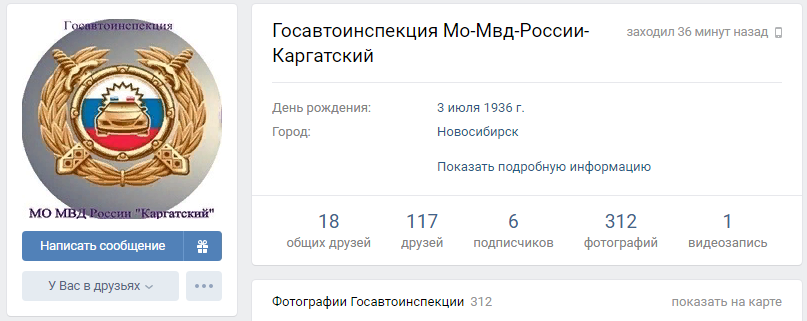 Госавтоинспекция
МО МВД России "Каргатский"
Написать сообщение
У Вас в друзьях
Госавтоинспекция Мо-Мвд-России-
Каргатский
заходил 36 минут назад
День рождения: 3 июля 1936 г.
Город: Новосибирск
Показать подробную информацию
18 117 6 312 1
общих друзей друзей подписчиков фотографий видеозапись
Фотографии Госавтоинспекции 312 показать на карте